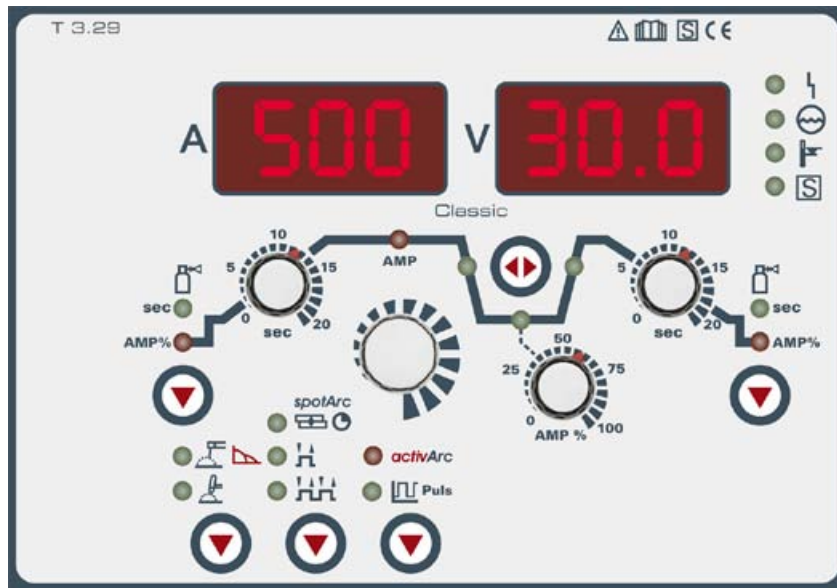 T 3.29
S CE
A 500 V 30.0
Classic
S
AMP
0 5 10 15 20
sec
0 5 10 15 20
sec
sec
sec
AMP%
AMP%
0 25 50 75 100
AMP %
spotArc
activArc
Puls